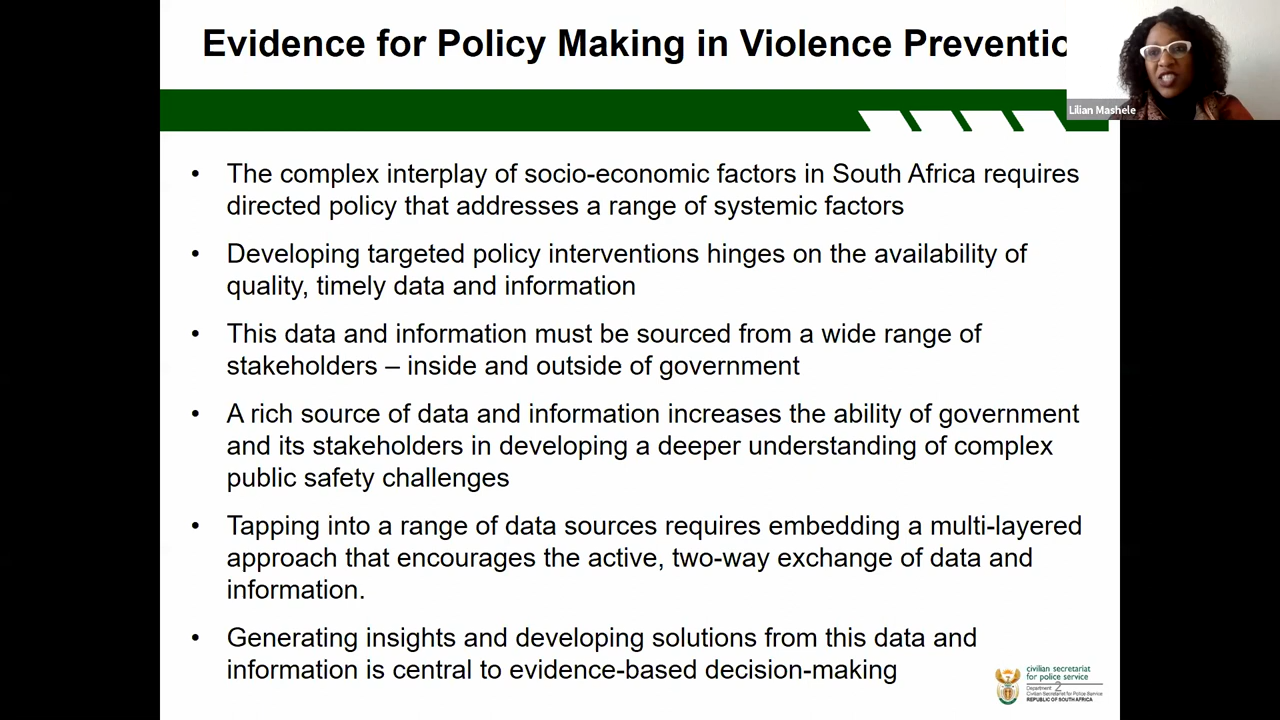 Evidence for Policy Making in Violence Preventio
Lilian Mashele
• The complex interplay of socio-economic factors in South Africa requires
directed policy that addresses a range of systemic factors
• Developing targeted policy interventions hinges on the availability of
quality, timely data and information
• This data and information must be sourced from a wide range of
stakeholders – inside and outside of government
• A rich source of data and information increases the ability of government
and its stakeholders in developing a deeper understanding of complex
public safety challenges
• Tapping into a range of data sources requires embedding a multi-layered
approach that encourages the active, two-way exchange of data and
information.
• Generating insights and developing solutions from this data and
information is central to evidence-based decision-making
civilian secretariat
for police service
Department:
2
Civilian Secretariat for Police Service
REPUBLIC OF SOUTH AFRICA